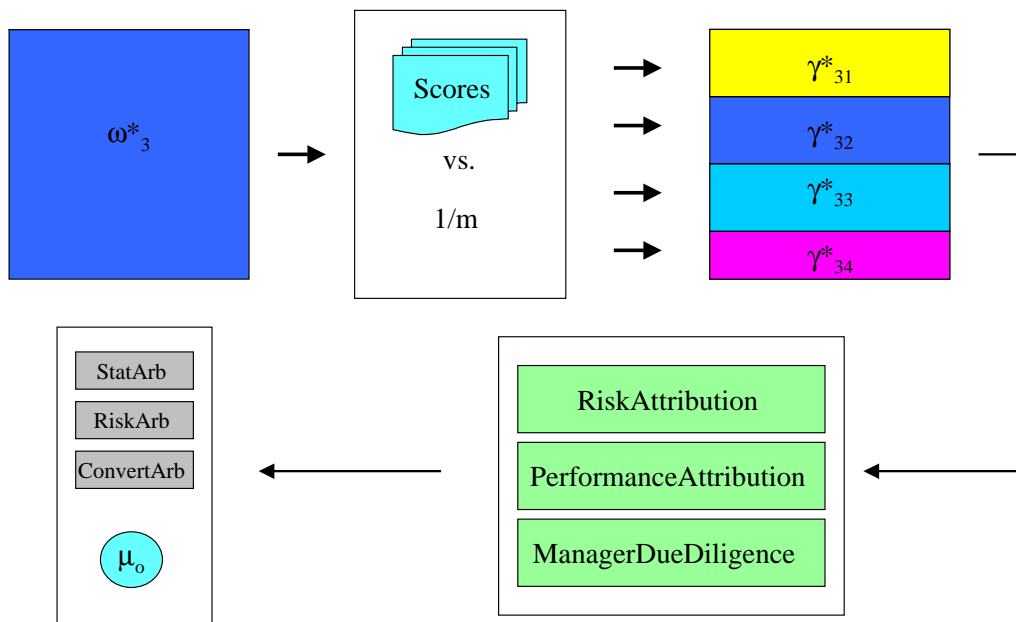 ω*₃
Scores
vs.
1/m
γ*₃₁
γ*₃₂
γ*₃₃
γ*₃₄
StatArb
RiskArb
ConvertArb
μₒ
RiskAttribution
PerformanceAttribution
ManagerDueDiligence